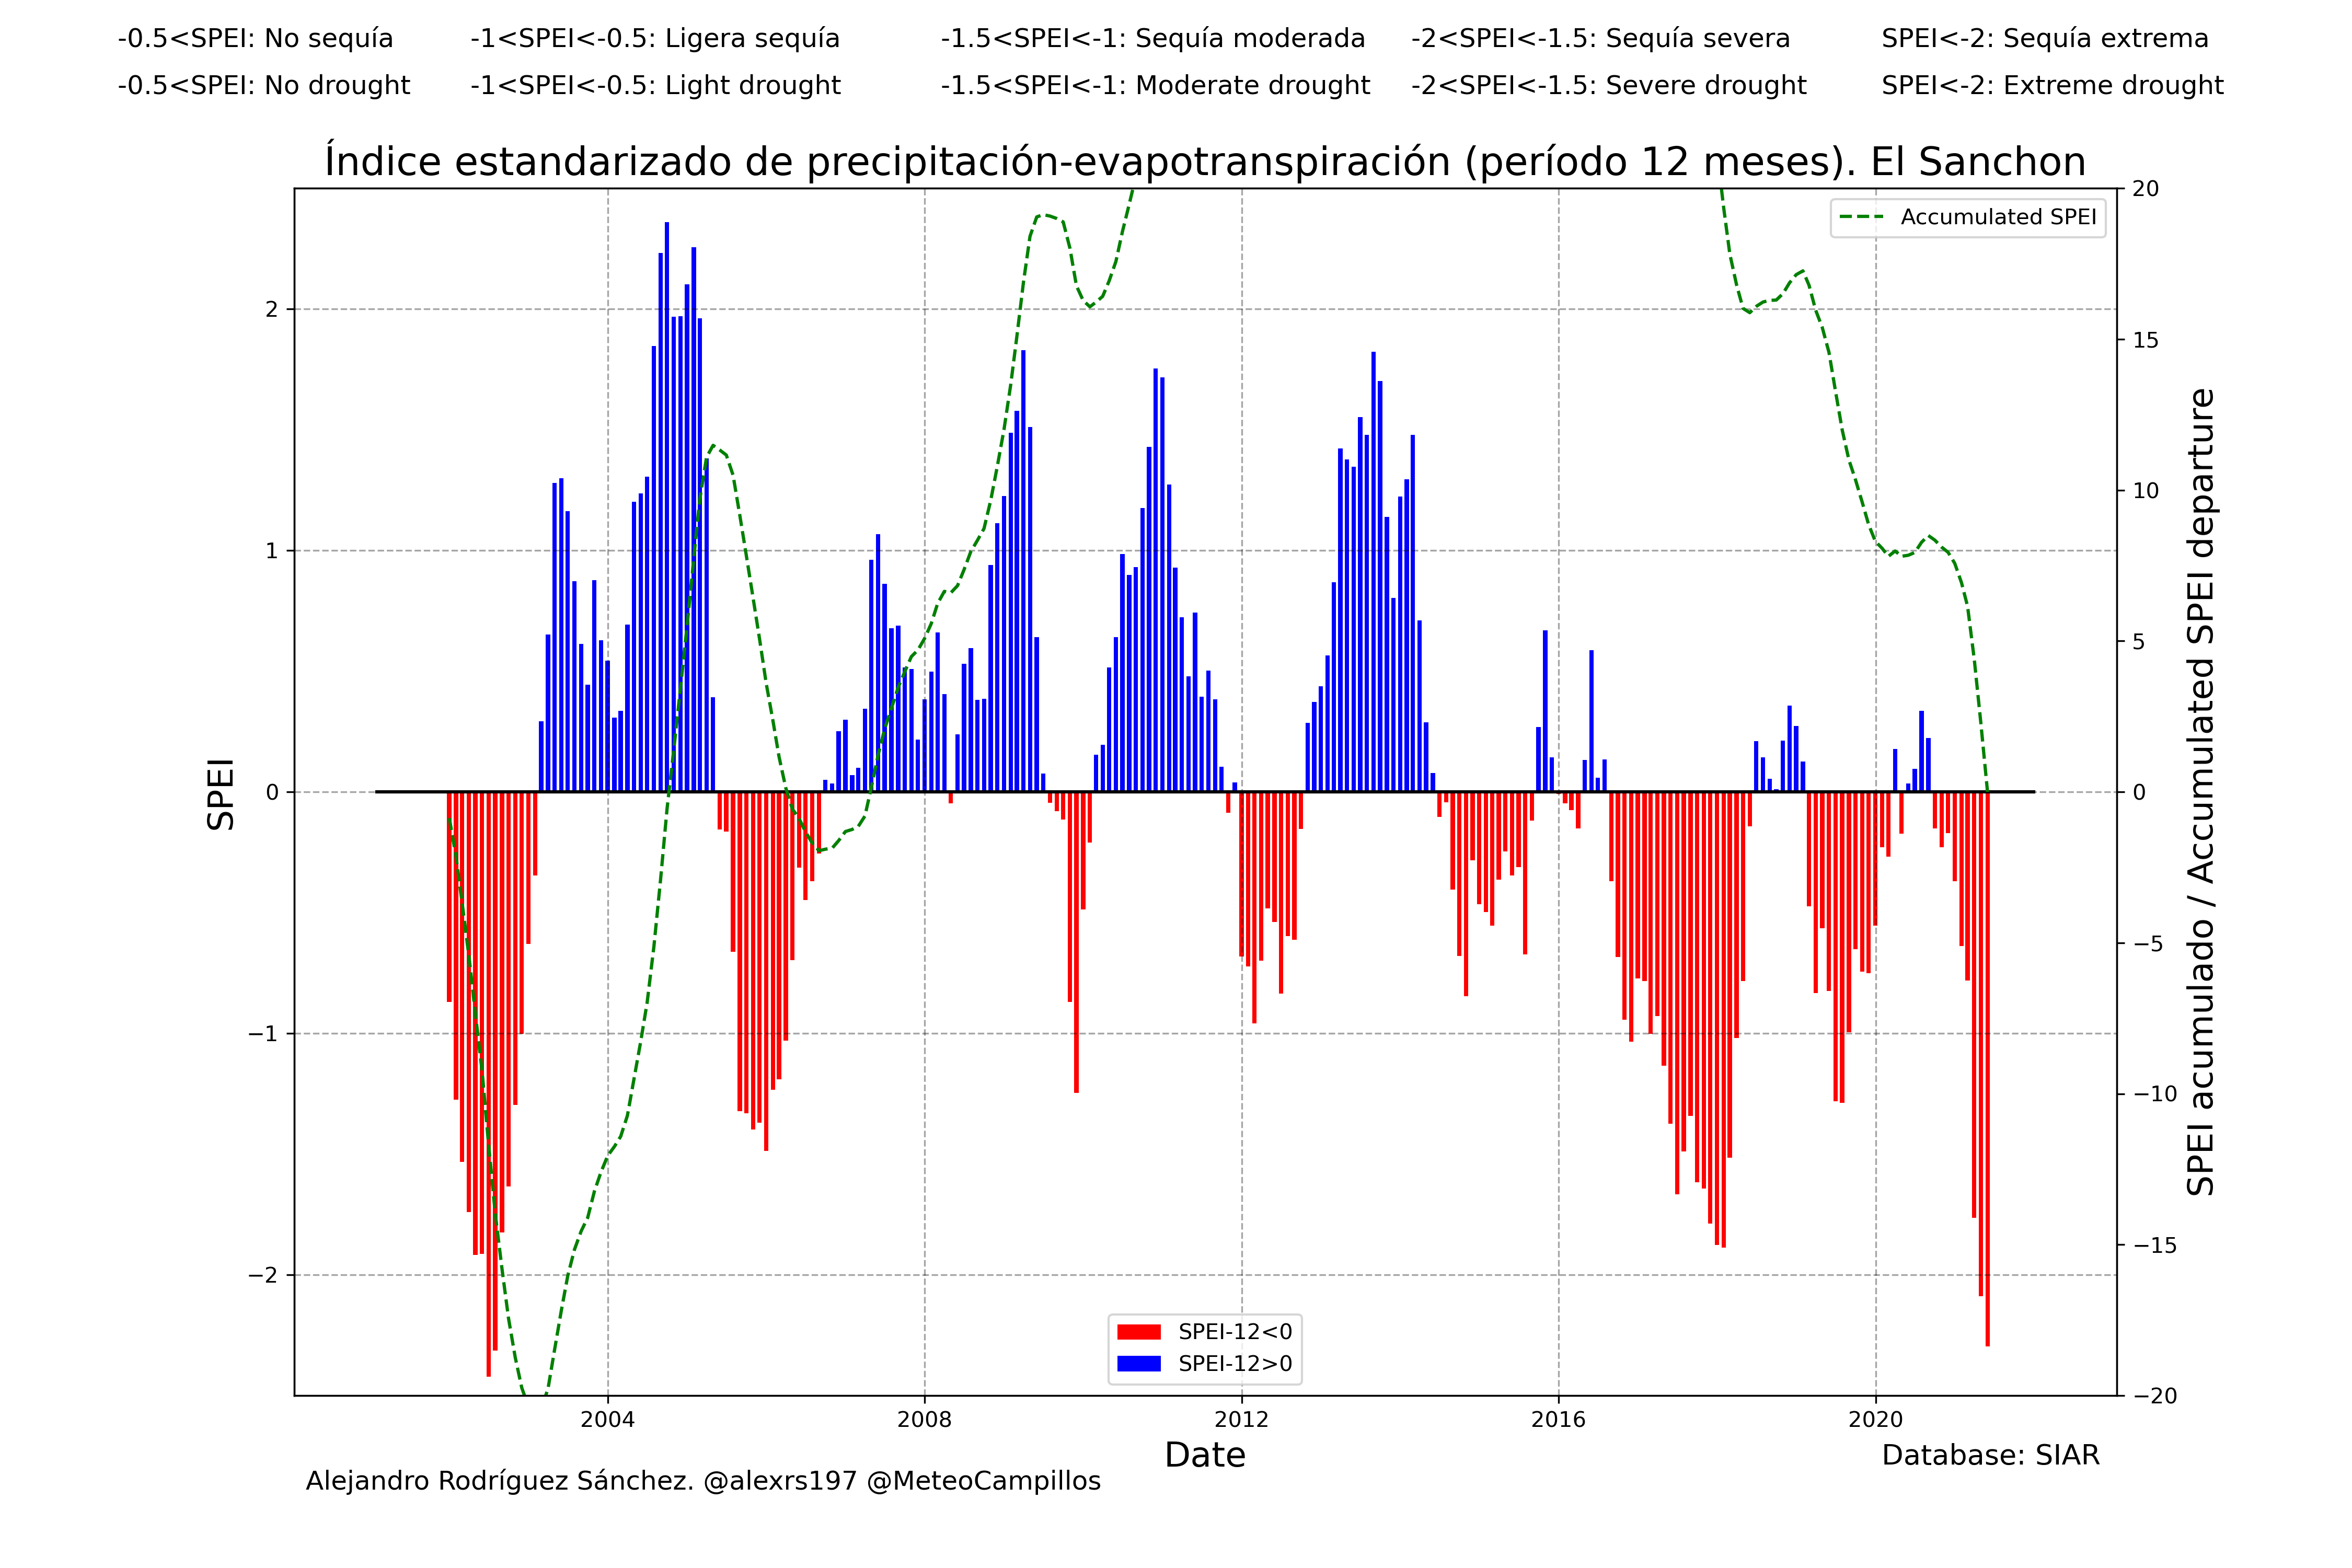 -0.5<SPEI: No sequía
-1<SPEI<-0.5: Ligera sequía
-1.5<SPEI<-1: Sequía moderada
-2<SPEI<-1.5: Sequía severa
SPEI<-2: Sequía extrema
-0.5<SPEI: No drought
-1<SPEI<-0.5: Light drought
-1.5<SPEI<-1: Moderate drought
-2<SPEI<-1.5: Severe drought
SPEI<-2: Extreme drought
Índice estandarizado de precipitación-evapotranspiración (período 12 meses). El Sanchon
Accumulated SPEI
SPEI
2
1
0
−1
−2
20
15
10
5
0
−5
−10
−15
−20
SPEI acumulado / Accumulated SPEI departure
SPEI-12<0
SPEI-12>0
2004
2008
2012
2016
2020
Date
Database: SIAR
Alejandro Rodríguez Sánchez. @alexrs197 @MeteoCampillos